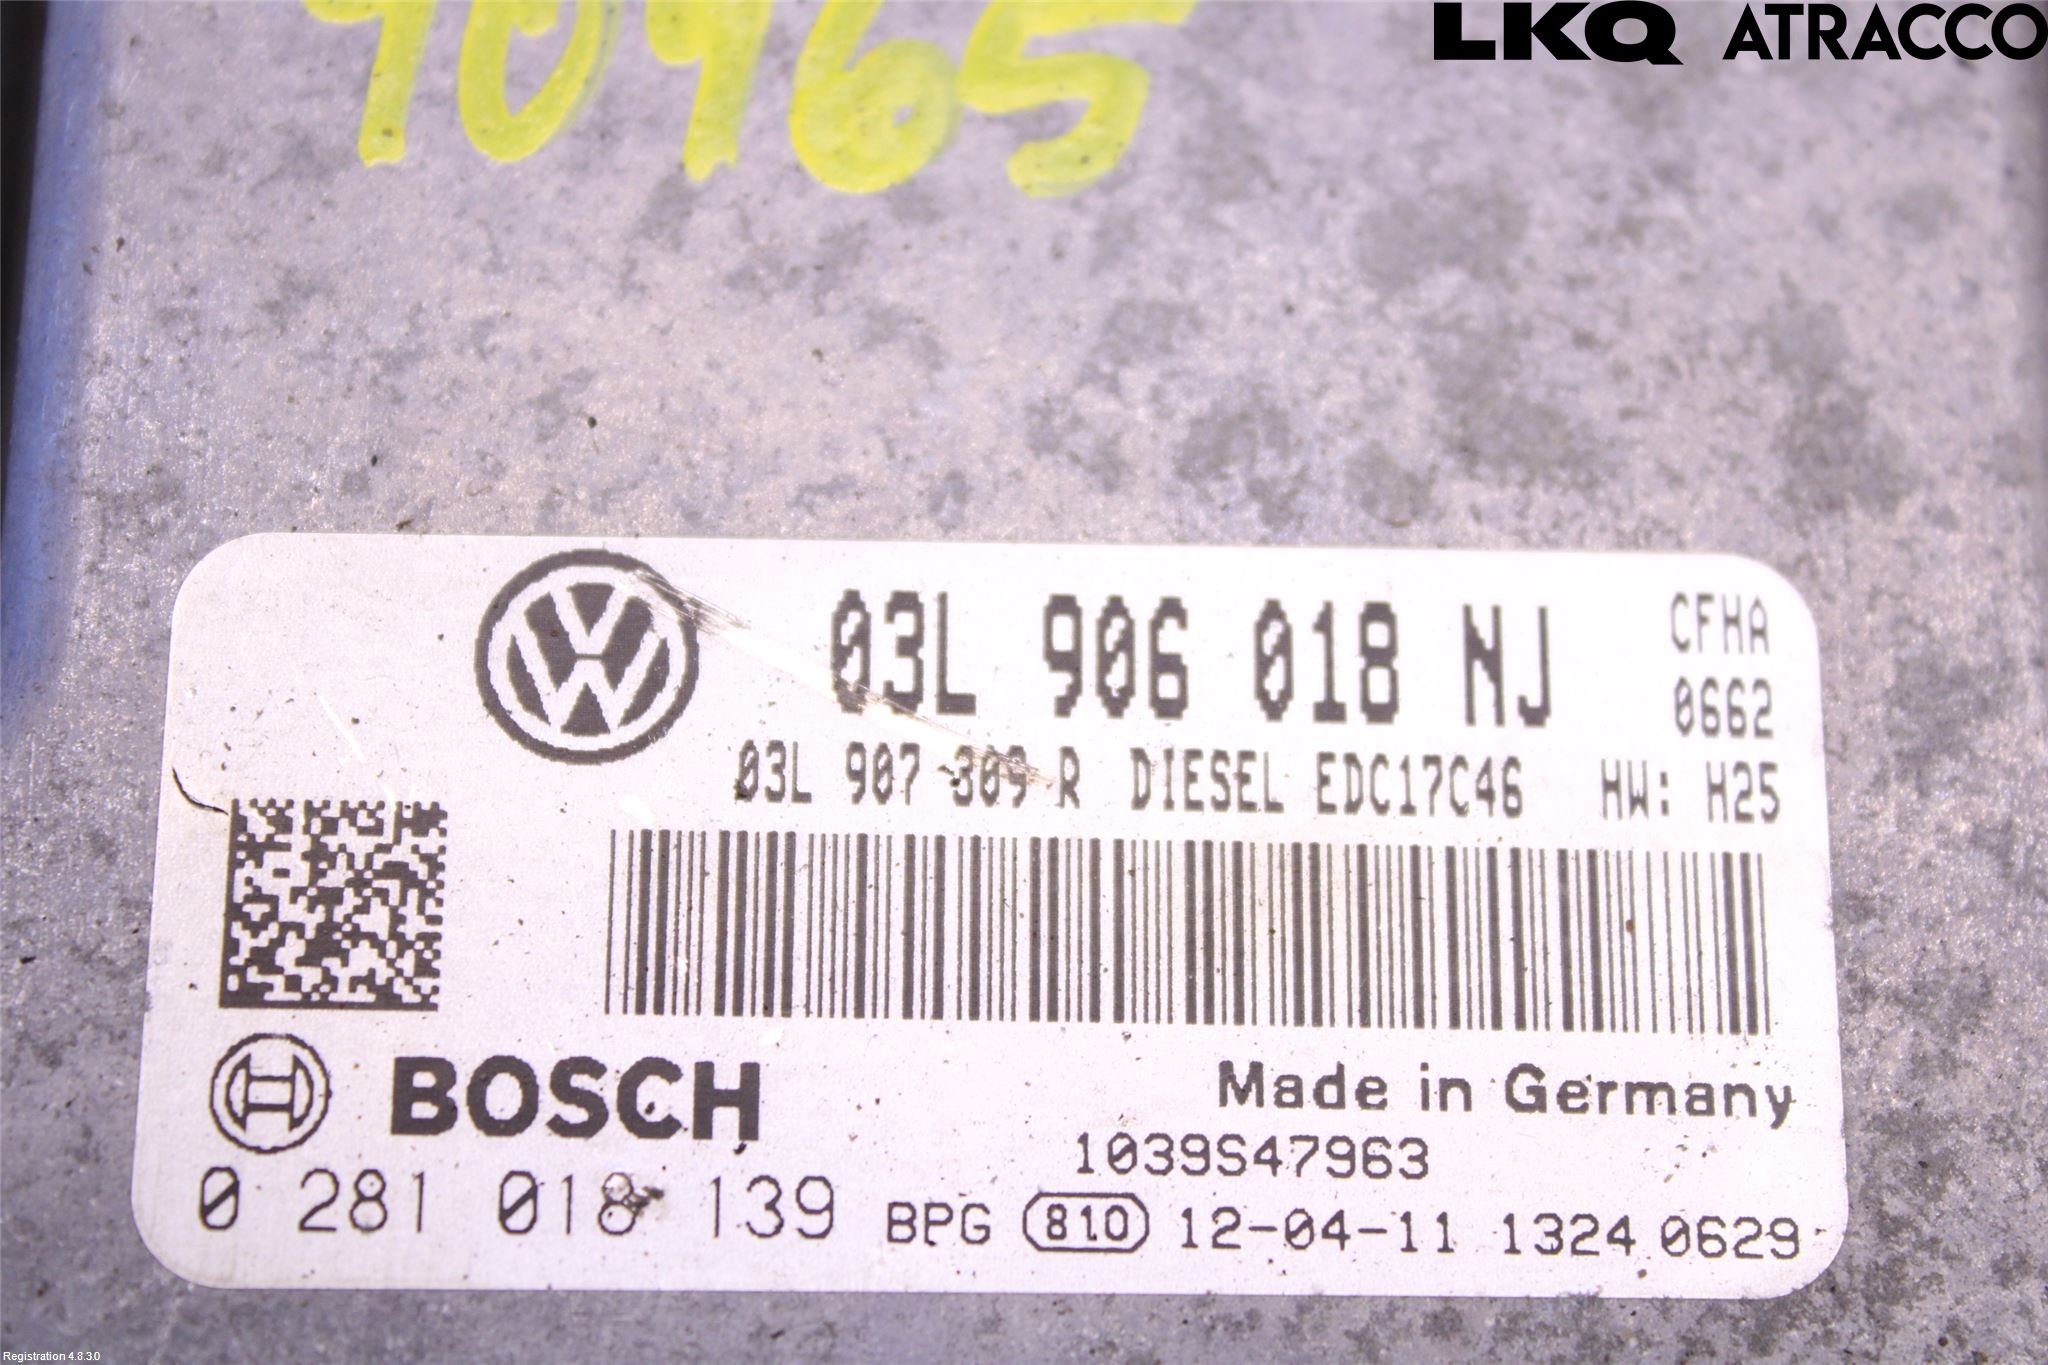 LKQ ATRACCO
40965
03L 906 018 NJ
CFHA
0662
03L 907 309 R DIESEL EDC17C46 HW: H25
BOSCH
Made in Germany
1039S47963
0 281 018 139 BPG 810 12-04-11 1324 0629
Registration 4.8.3.0